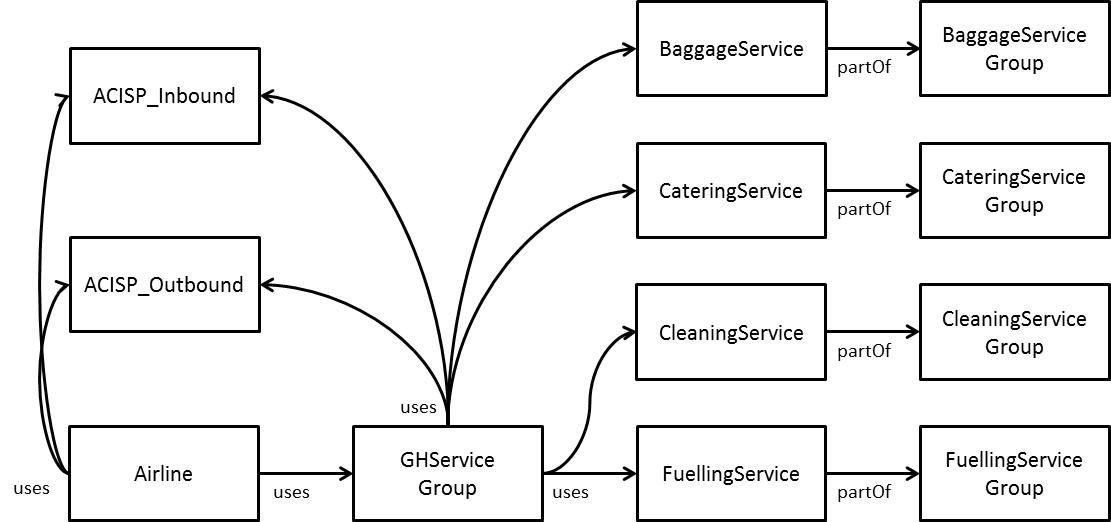 BaggageService
partOf
BaggageService
Group
ACISP_Inbound
CateringService
partOf
CateringService
Group
ACISP_Outbound
CleaningService
partOf
CleaningService
Group
uses
uses
Airline
uses
GHService
Group
uses
FuellingService
partOf
FuellingService
Group